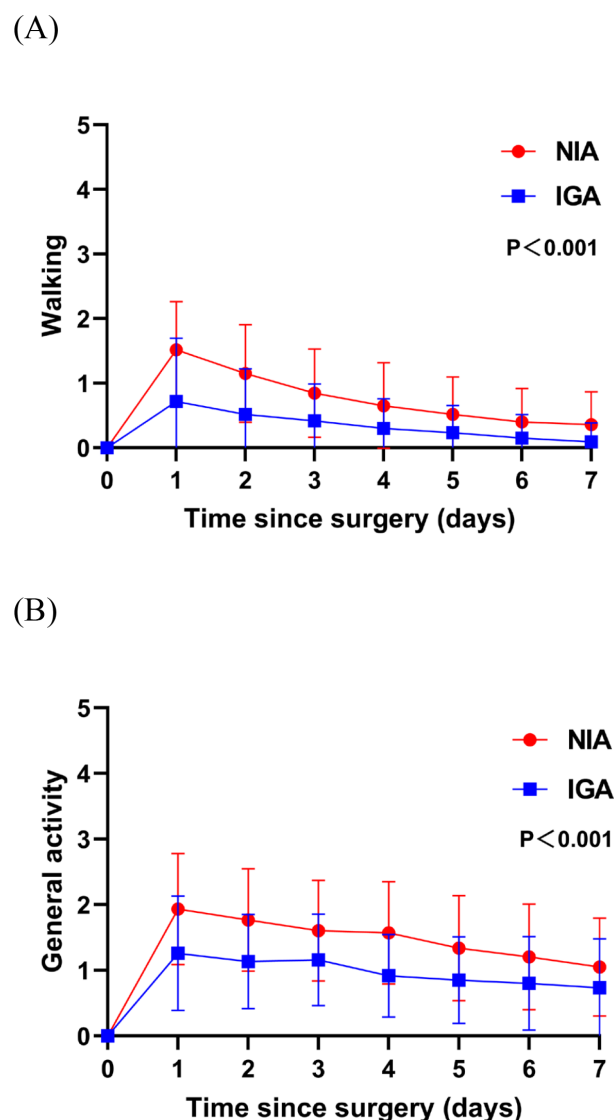 (A)
5
NIA
4
IGA
P<0.001
3
Walking
2
1
0
0 1 2 3 4 5 6 7
Time since surgery (days)
(B)
5
NIA
4
IGA
P<0.001
3
General activity
2
1
0
0 1 2 3 4 5 6 7
Time since surgery (days)